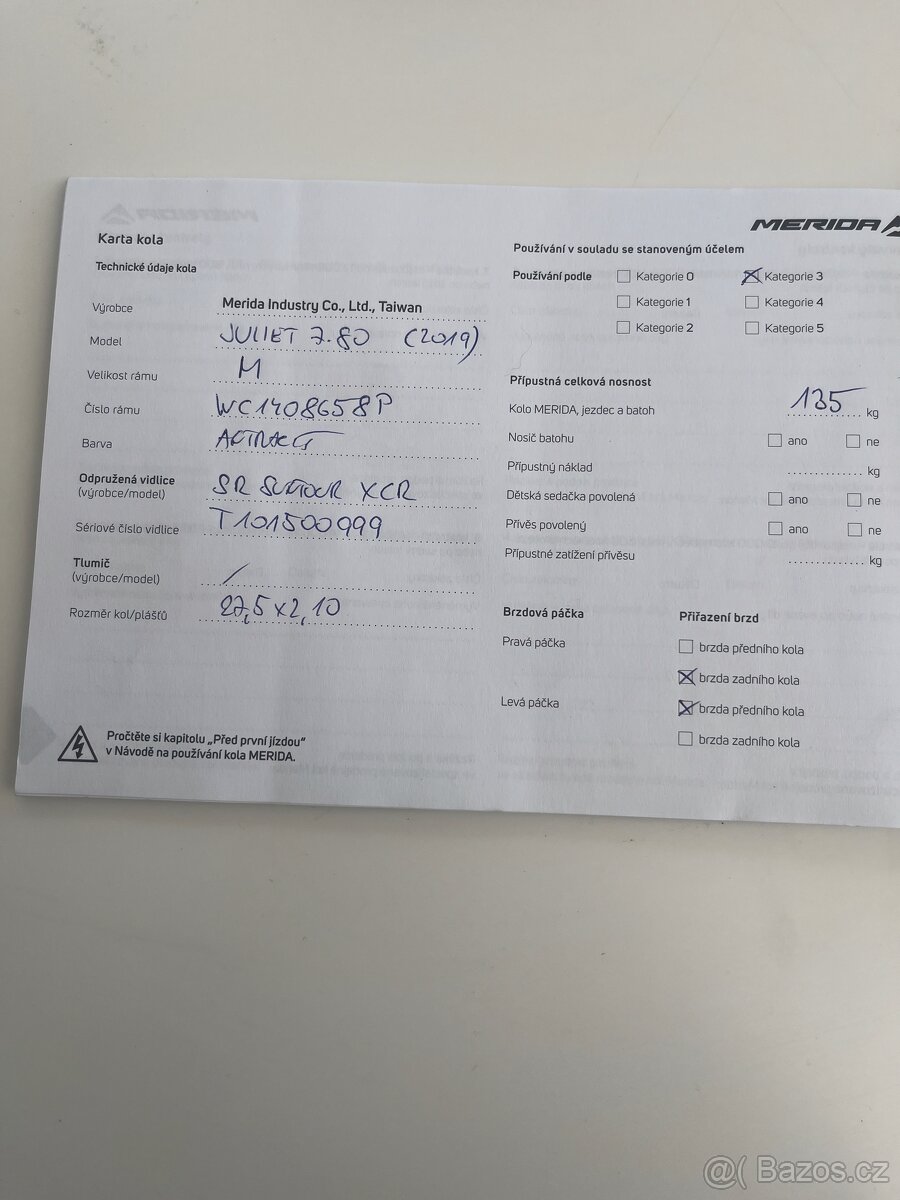 MERIDA
Karta kola
Technické údaje kola
Výrobce Merida Industry Co., Ltd., Taiwan
Model JULIET 7.80 (2019)
Velikost rámu M
Číslo rámu WC1408658P
Barva
Odpružená vidlice SR SUNTOUR XCR
(výrobce/model)
Sériové číslo vidlice T101500999
Tlumič /
(výrobce/model)
Rozměr kol/plášťů 27,5x2,10
Pročtěte si kapitolu „Před první jízdou“
v Návodě na používání kola MERIDA.
Používání v souladu se stanoveným účelem
Používání podle Kategorie 0 Kategorie 3
Kategorie 1 Kategorie 4
Kategorie 2 Kategorie 5
Přípustná celková nosnost
Kolo MERIDA, jezdec a batoh 135 kg
Nosič batohu ano ne
Přípustný náklad kg
Dětská sedačka povolená ano ne
Přívěs povolený ano ne
Přípustné zatížení přívěsu kg
Brzdová páčka Přiřazení brzd
Pravá páčka brzda předního kola
brzda zadního kola
Levá páčka brzda předního kola
brzda zadního kola
@( Bazos.cz